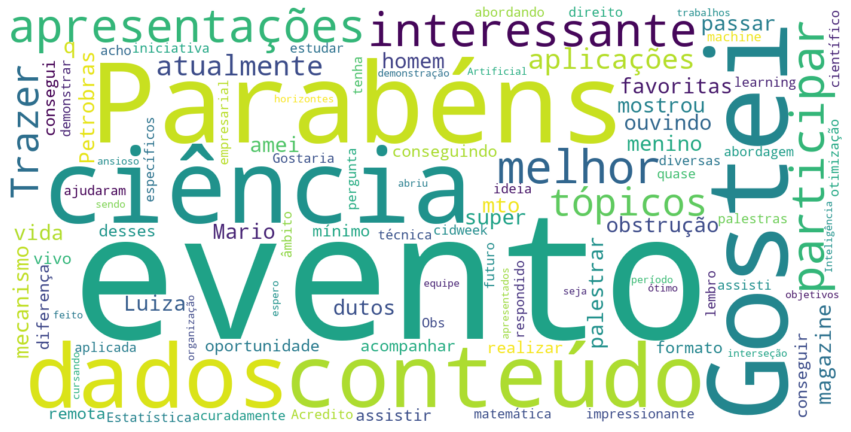 apresentações
acho
iniciativa
estudar
q
consegui
demonstrar
Petrobras
atualmente
Trazer
Parabéns
homem
demonstração
Artificial
tenha
interessante
abordando
direito
trabalhos
passar
machine
científico
aplicações
favoritas
learning
mostrou
ouvindo
menino
Gostei
participar
horizontes
empresarial
específicos
ansioso
amei
Gostaria
pergunta
conseguindo
abriu
ciência
melhor
diversas
quase
abordagem
otimização
ajudaram
sendo
ideia
tópicos
mto
super
obstrução
palestras
Inteligência
vida
desses
Mario
mínimo
cidweek
técnica
âmbito
vivo
mecanismo
diferença
evento
futuro
respondido
palestrar
período
ótimo
seja
assisti
lembro
objetivos
magazine
Luiza
dutos
equipe
espero
Obs
apresentados
organização
feito
aplicada
oportunidade
acompanhar
realizar
formato
interseção
conseguir
cursando
dados
conteúdo
remota
Estatística
acuradamente
Acredito
assistir
matemática
impressionante